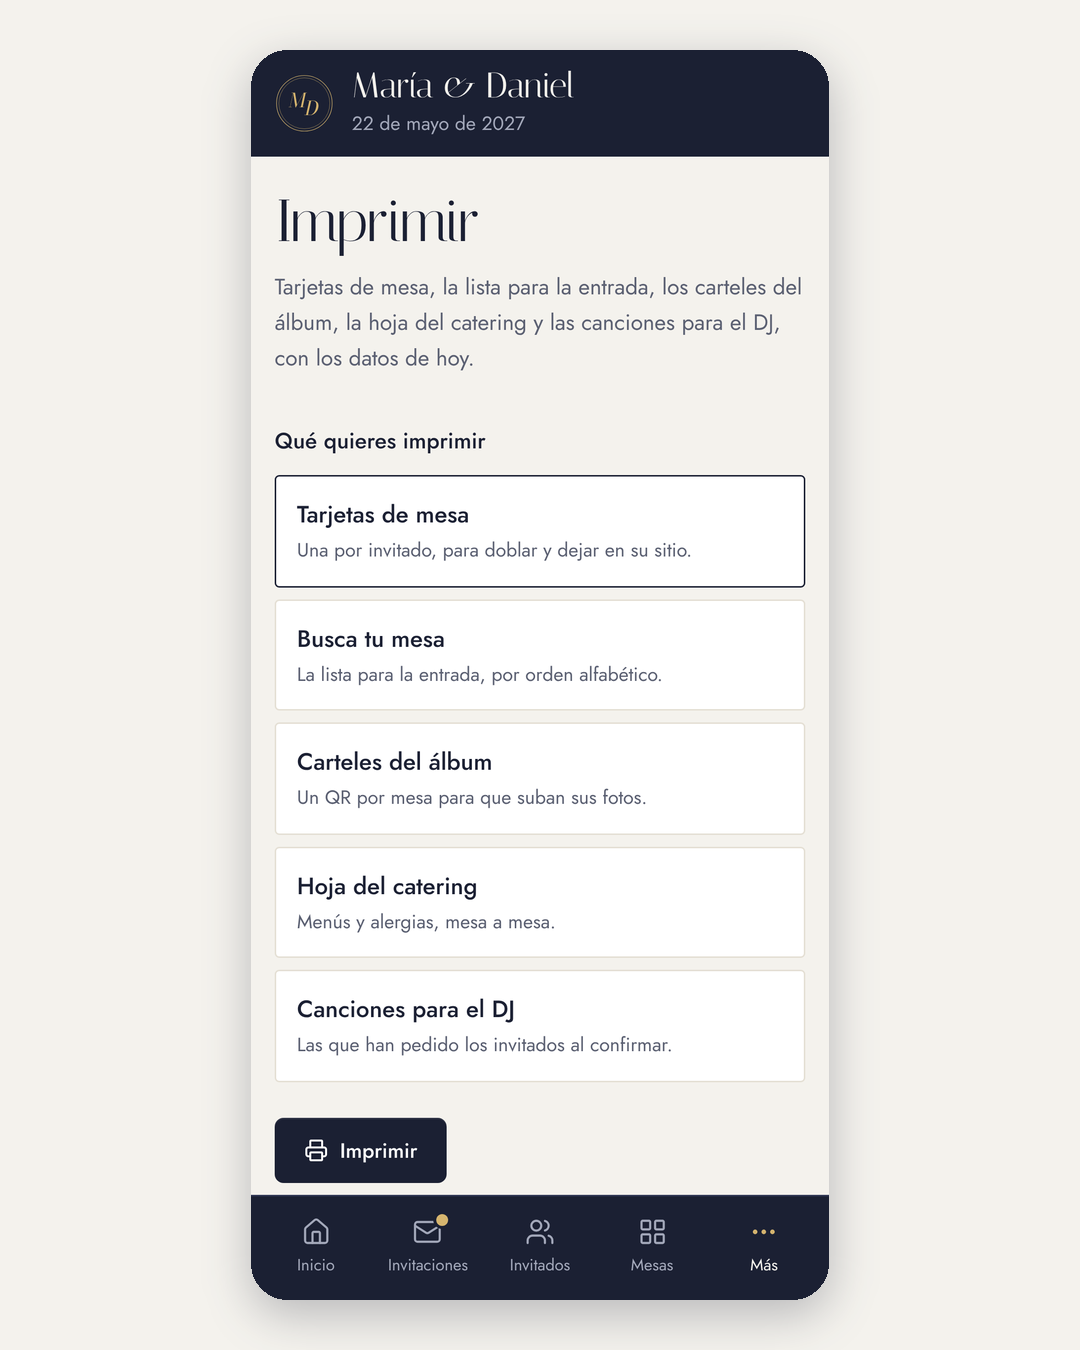 MD
María & Daniel
22 de mayo de 2027
Imprimir
Tarjetas de mesa, la lista para la entrada, los carteles del
álbum, la hoja del catering y las canciones para el DJ,
con los datos de hoy.
Qué quieres imprimir
Tarjetas de mesa
Una por invitado, para doblar y dejar en su sitio.
Busca tu mesa
La lista para la entrada, por orden alfabético.
Carteles del álbum
Un QR por mesa para que suban sus fotos.
Hoja del catering
Menús y alergias, mesa a mesa.
Canciones para el DJ
Las que han pedido los invitados al confirmar.
Imprimir
Inicio
Invitaciones
Invitados
Mesas
Más